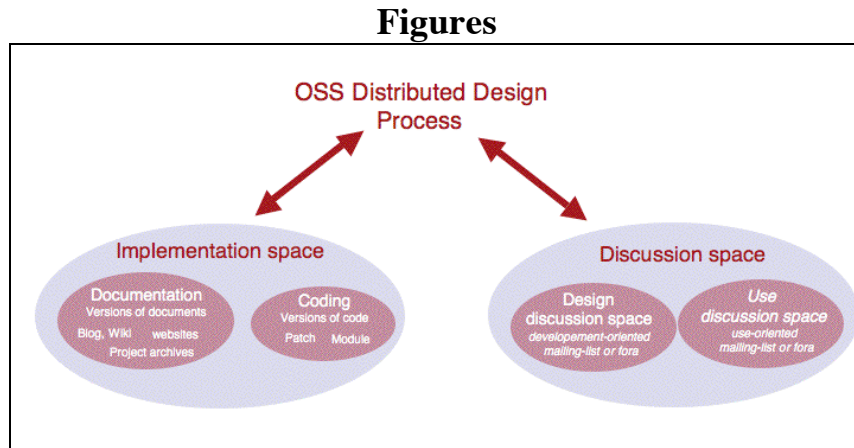 Figures
OSS Distributed Design
Process
Implementation space
Documentation
Versions of documents
Blog, Wiki websites
Project archives
Coding
Versions of code
Patch Module
Discussion space
Design
discussion space
developement-oriented
mailing-list or fora
Use
discussion space
use-oriented
mailing-list or fora